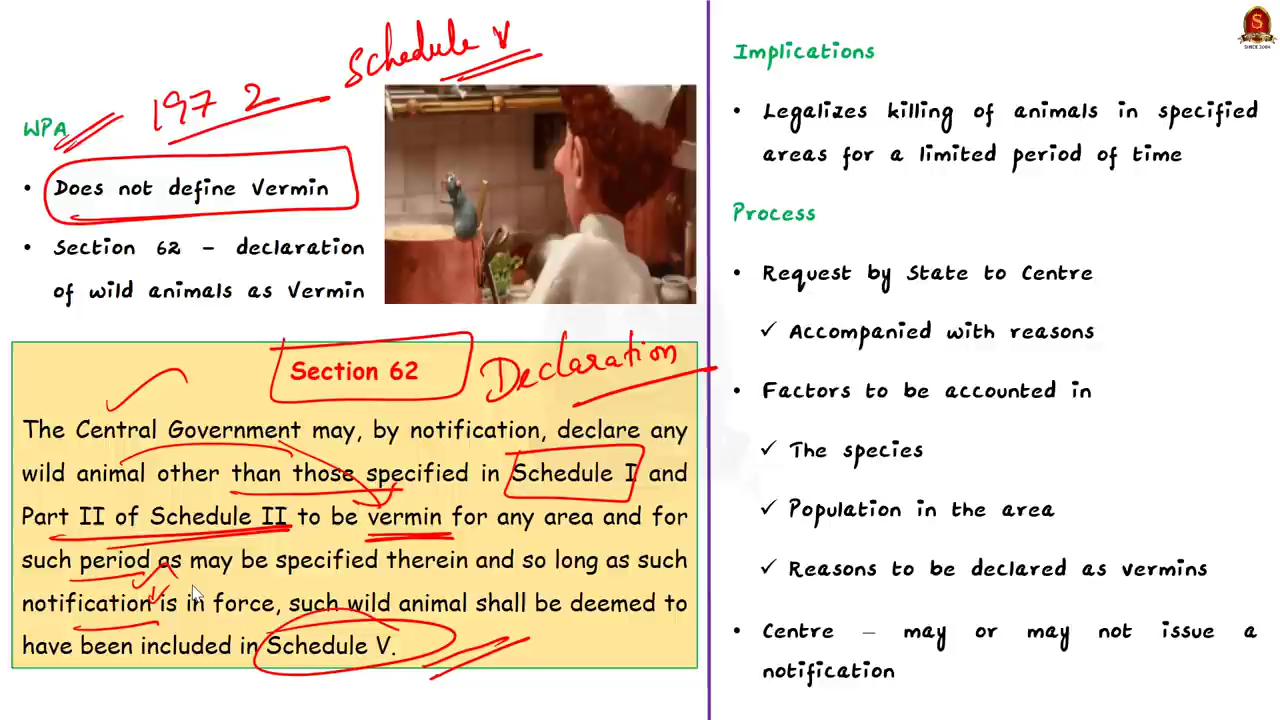 Schedule V
1972
WPA
• Does not define Vermin
• Section 62 – declaration
of wild animals as Vermin
Section 62
Declaration
The Central Government may, by notification, declare any
wild animal other than those specified in Schedule I and
Part II of Schedule II to be vermin for any area and for
such period as may be specified therein and so long as such
notification is in force, such wild animal shall be deemed to
have been included in Schedule V.
Implications
• Legalizes killing of animals in specified
areas for a limited period of time
Process
• Request by State to Centre
✓ Accompanied with reasons
• Factors to be accounted in
✓ The species
✓ Population in the area
✓ Reasons to be declared as vermins
• Centre – may or may not issue a
notification
S
SINCE 2004